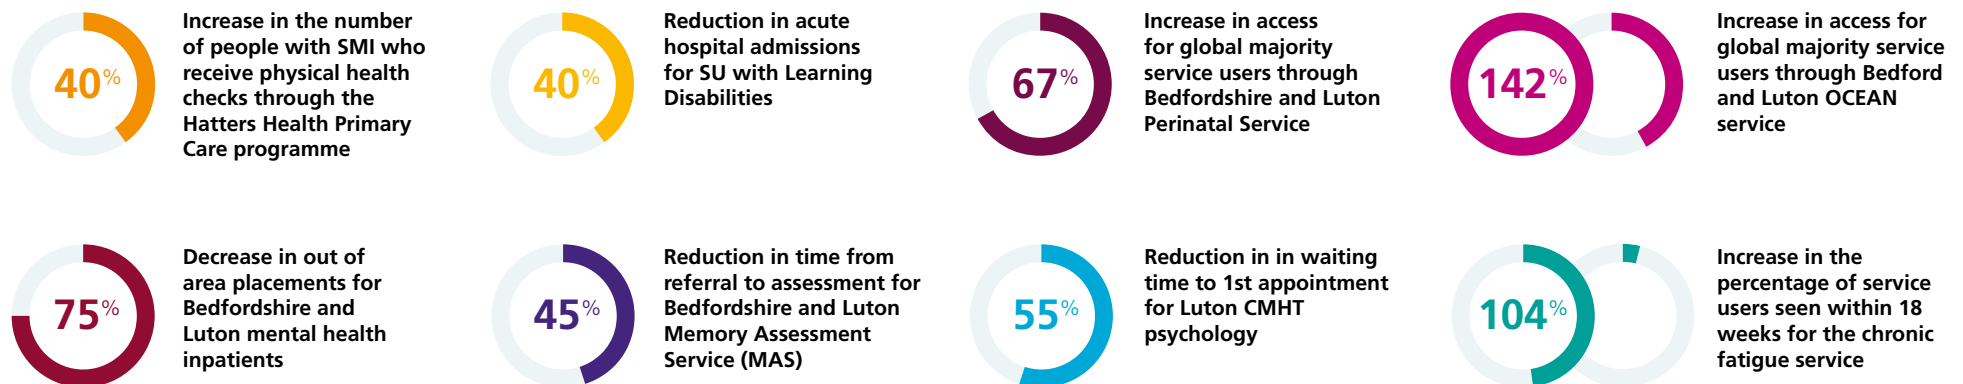 40%
Increase in the number
of people with SMI who
receive physical health
checks through the
Hatters Health Primary
Care programme
40%
Reduction in acute
hospital admissions
for SU with Learning
Disabilities
67%
Increase in access
for global majority
service users through
Bedfordshire and Luton
Perinatal Service
142%
Increase in access for
global majority service
users through Bedford
and Luton OCEAN
service
75%
Decrease in out of
area placements for
Bedfordshire and
Luton mental health
inpatients
45%
Reduction in time from
referral to assessment for
Bedfordshire and Luton
Memory Assessment
Service (MAS)
55%
Reduction in in waiting
time to 1st appointment
for Luton CMHT
psychology
104%
Increase in the
percentage of service
users seen within 18
weeks for the chronic
fatigue service